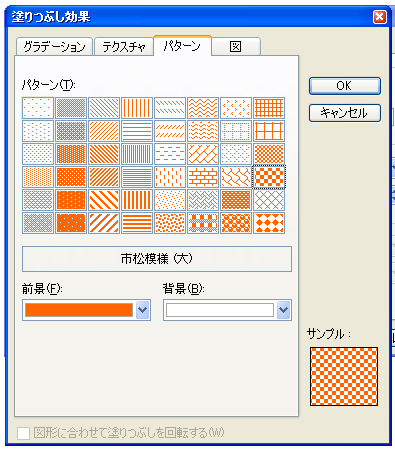 塗りつぶし効果
グラデーション テクスチャ パターン 図
パターン(T):
OK
キャンセル
市松模様 (大)
前景(F): 背景(B):
サンプル :
図形に合わせて塗りつぶしを回転する(W)